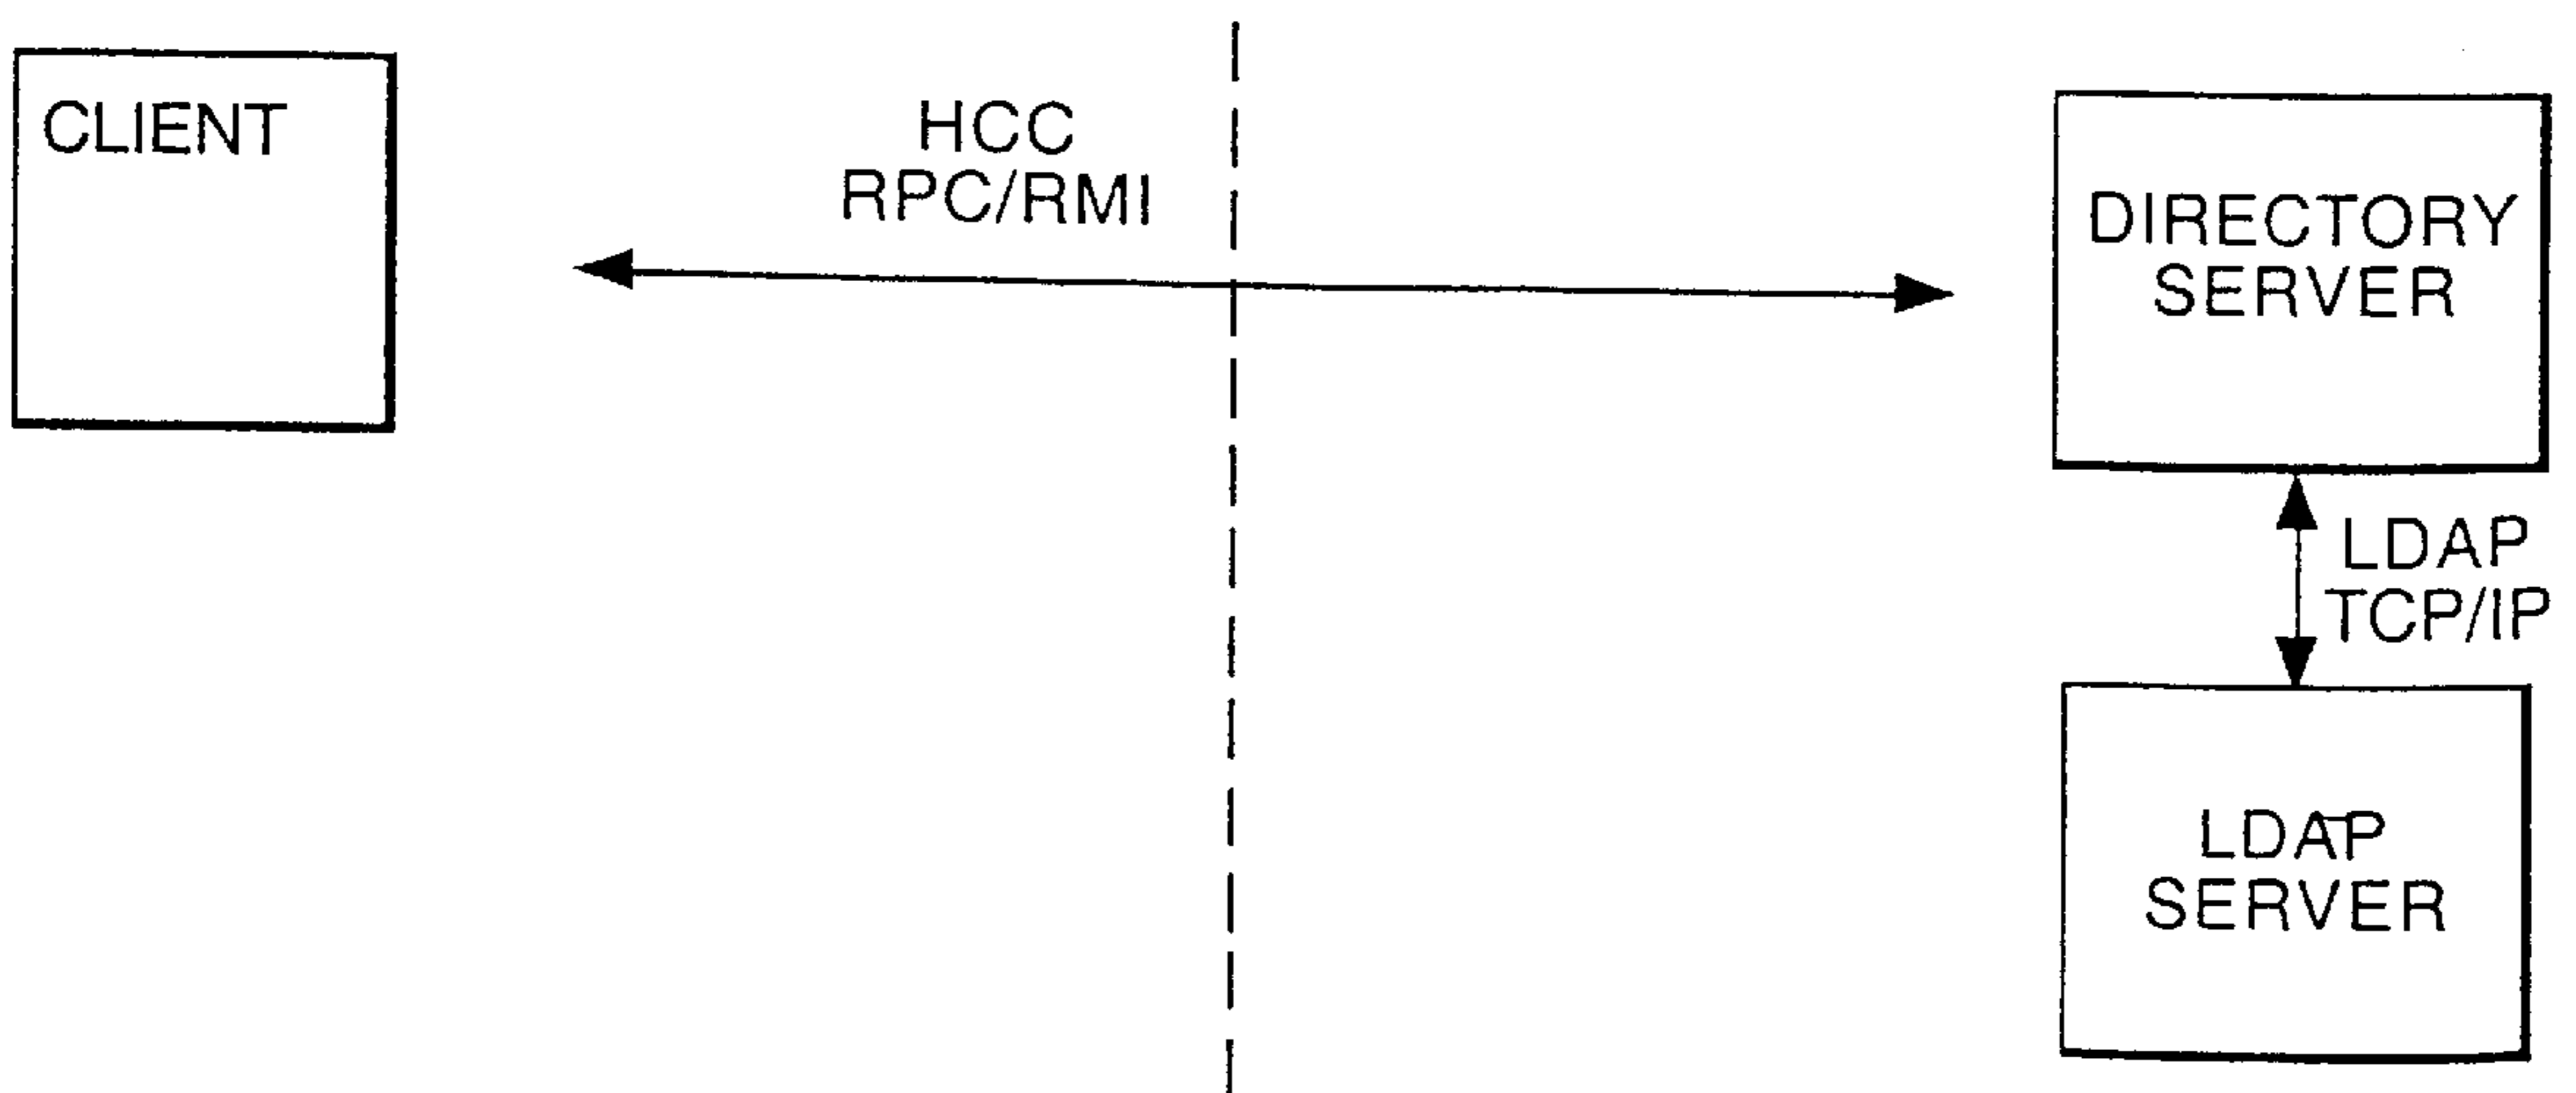 CLIENT
HCC
RPC/RMI
DIRECTORY
SERVER
LDAP
TCP/IP
LDAP
SERVER